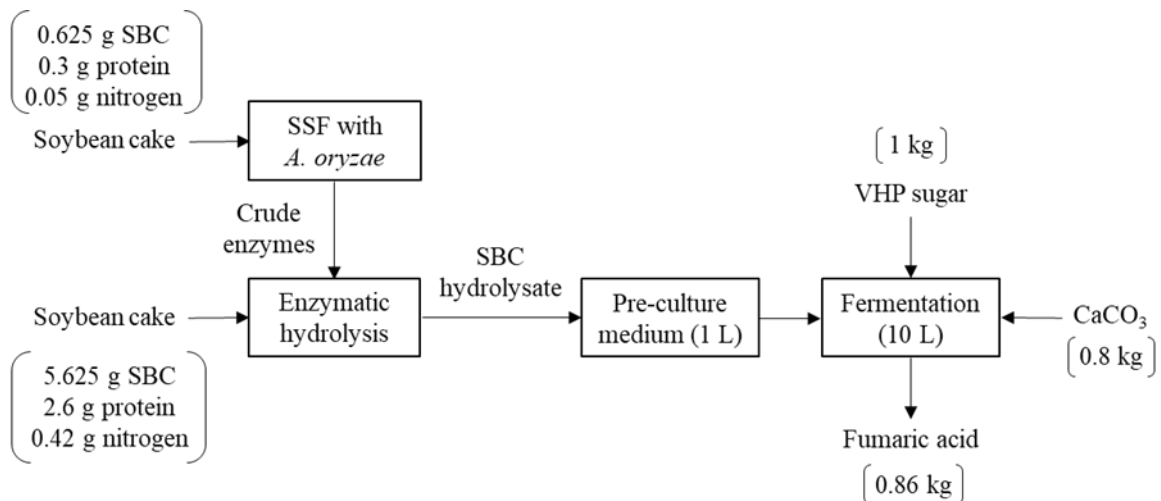 0.625 g SBC
0.3 g protein
0.05 g nitrogen
Soybean cake
SSF with
A. oryzae
Crude
enzymes
[1 kg]
VHP sugar
Soybean cake
Enzymatic
hydrolysis
SBC
hydrolysate
Pre-culture
medium (1 L)
Fermentation
(10 L)
CaCO₃
[0.8 kg]
5.625 g SBC
2.6 g protein
0.42 g nitrogen
Fumaric acid
[0.86 kg]